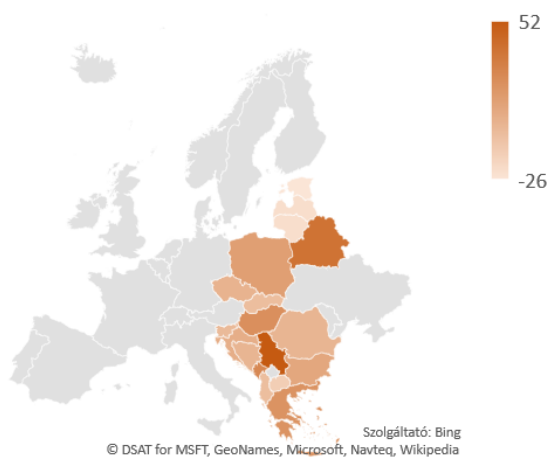 52
-26
Szolgáltató: Bing
© DSAT for MSFT, GeoNames, Microsoft, Navteq, Wikipedia